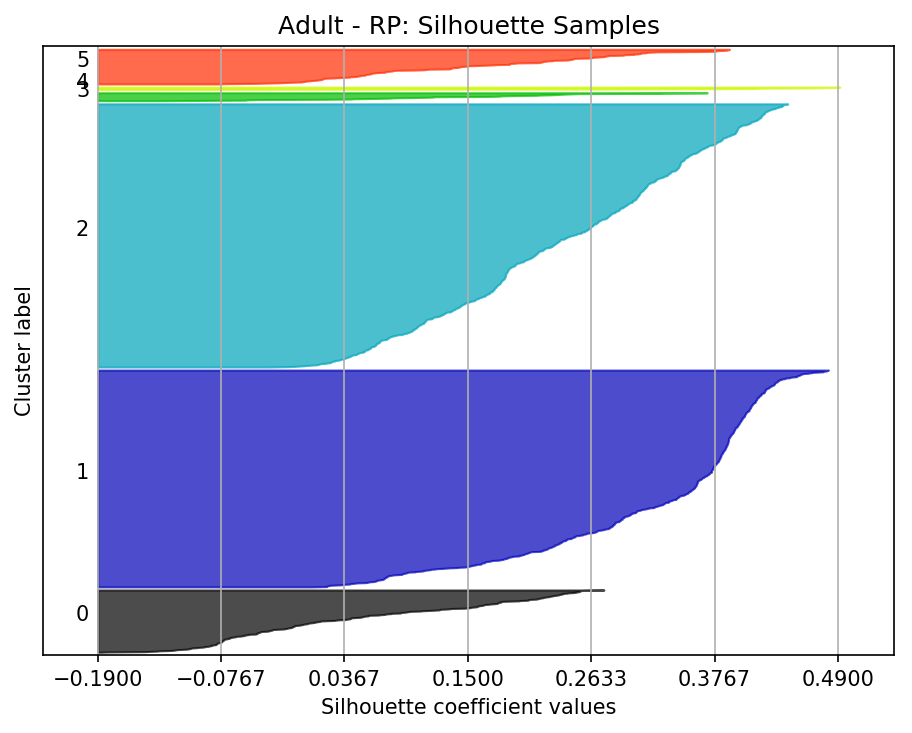 Adult - RP: Silhouette Samples
5
4
3
2
1
0
Cluster label
−0.1900 −0.0767 0.0367 0.1500 0.2633 0.3767 0.4900
Silhouette coefficient values